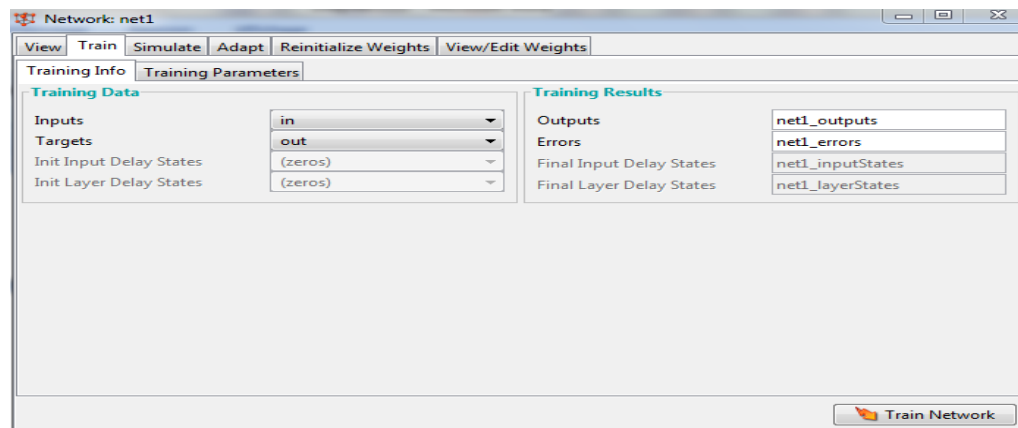 Network: net1
View Train Simulate Adapt Reinitialize Weights View/Edit Weights
Training Info Training Parameters
Training Data
Inputs in
Targets out
Init Input Delay States (zeros)
Init Layer Delay States (zeros)
Training Results
Outputs net1_outputs
Errors net1_errors
Final Input Delay States net1_inputStates
Final Layer Delay States net1_layerStates
Train Network